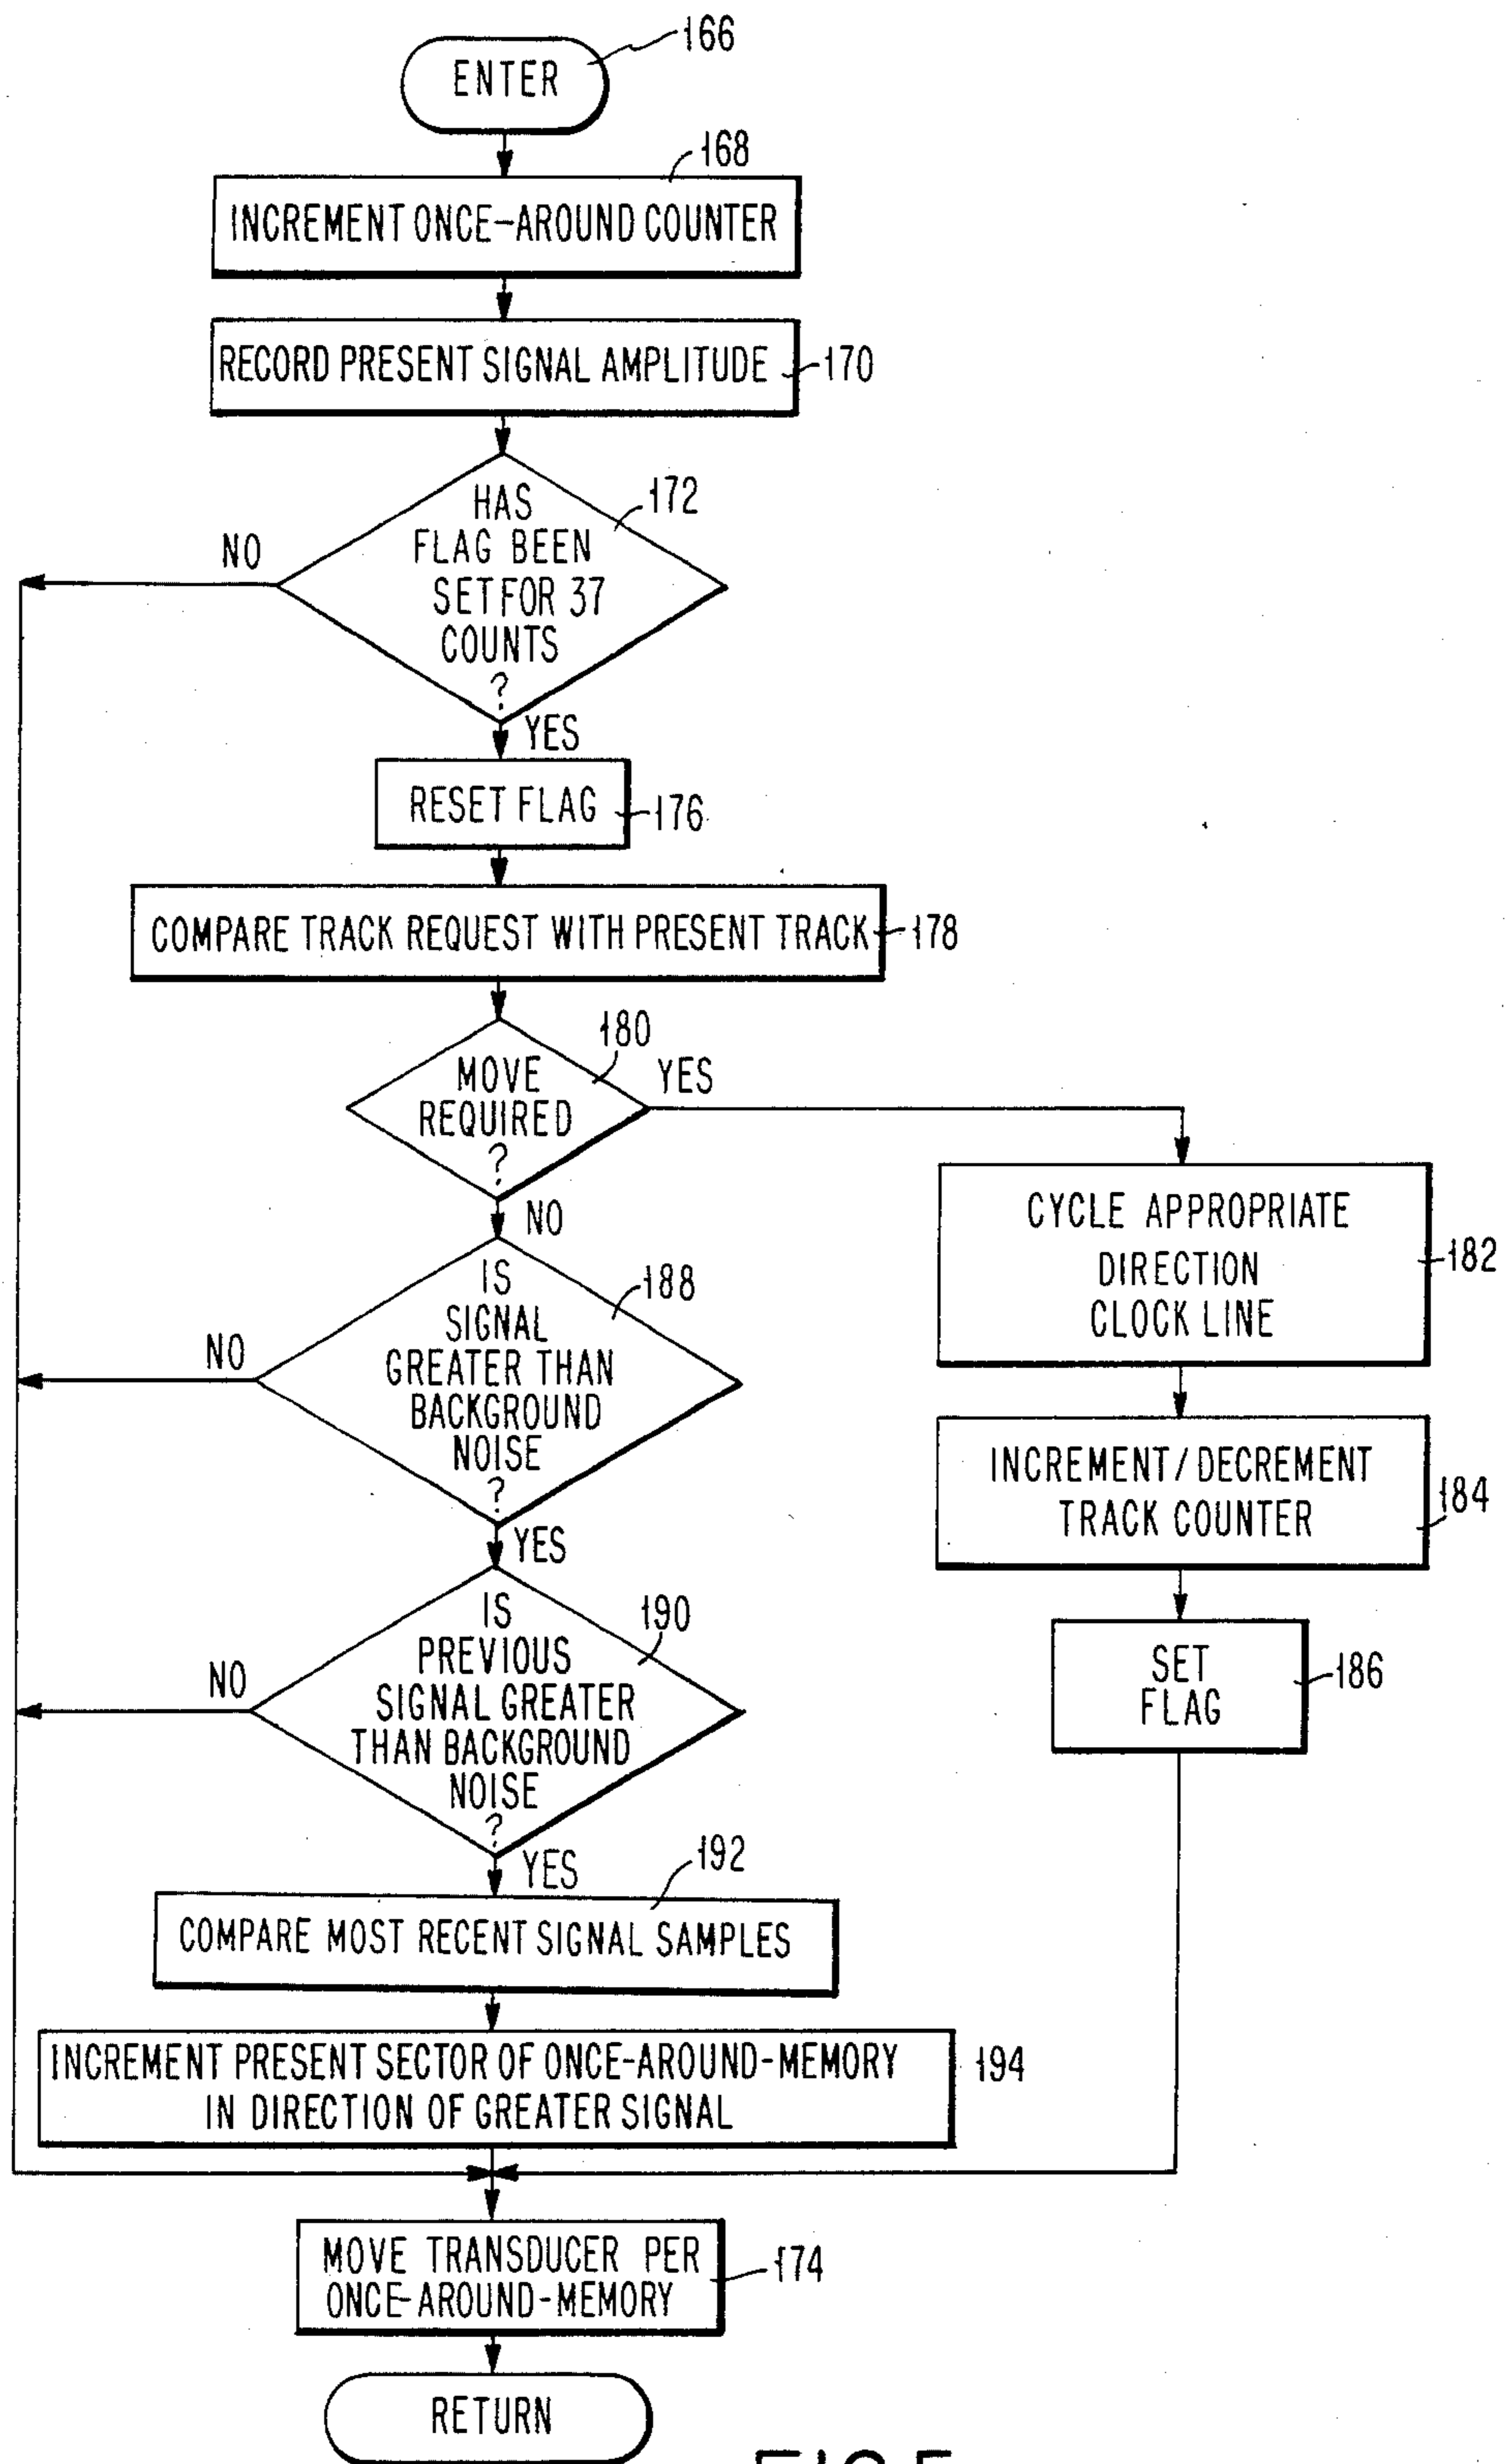 166
ENTER
168
INCREMENT ONCE-AROUND COUNTER
RECORD PRESENT SIGNAL AMPLITUDE
170
HAS
FLAG BEEN
SET FOR 37
COUNTS
?
172
NO
YES
RESET FLAG
176
COMPARE TRACK REQUEST WITH PRESENT TRACK
178
MOVE
REQUIRED
?
180
YES
NO
CYCLE APPROPRIATE
DIRECTION
CLOCK LINE
182
IS
SIGNAL
GREATER THAN
BACKGROUND
NOISE
?
188
NO
YES
INCREMENT/DECREMENT
TRACK COUNTER
184
IS
PREVIOUS
SIGNAL GREATER
THAN BACKGROUND
NOISE
?
190
NO
YES
SET
FLAG
186
192
COMPARE MOST RECENT SIGNAL SAMPLES
INCREMENT PRESENT SECTOR OF ONCE-AROUND-MEMORY
IN DIRECTION OF GREATER SIGNAL
194
MOVE TRANSDUCER PER
ONCE-AROUND-MEMORY
174
RETURN